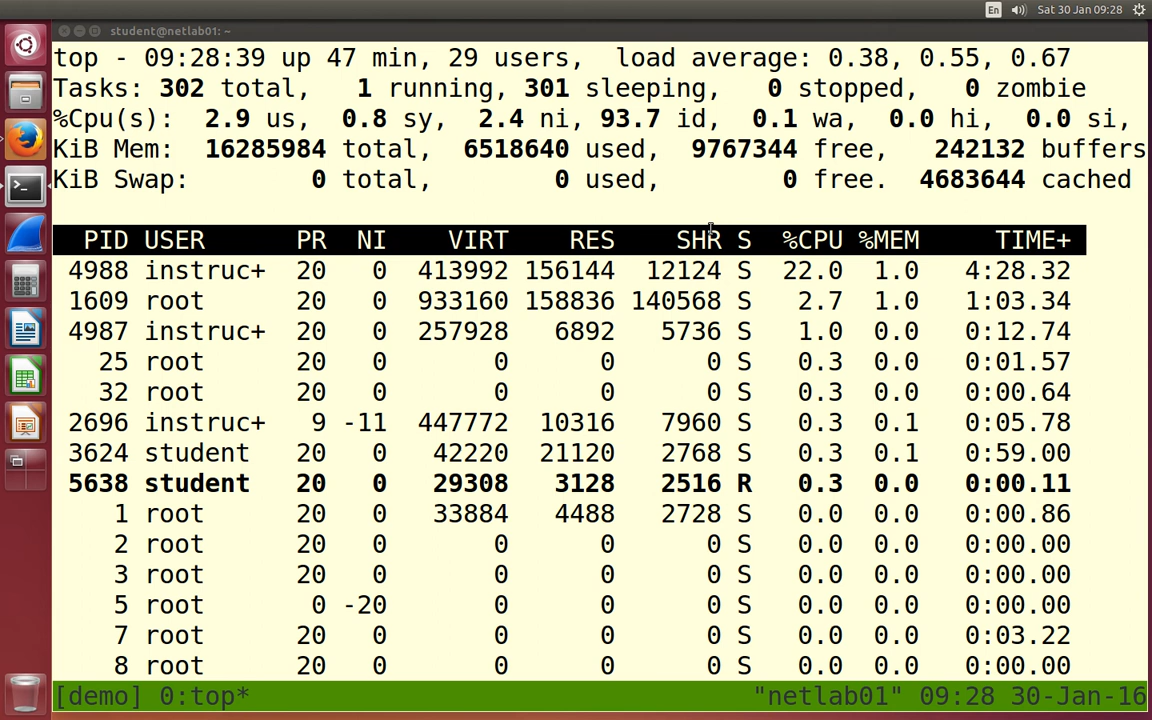 En Sat 30 Jan 09:28
student@netlab01: ~
top - 09:28:39 up 47 min, 29 users, load average: 0.38, 0.55, 0.67
Tasks: 302 total, 1 running, 301 sleeping, 0 stopped, 0 zombie
%Cpu(s): 2.9 us, 0.8 sy, 2.4 ni, 93.7 id, 0.1 wa, 0.0 hi, 0.0 si,
KiB Mem: 16285984 total, 6518640 used, 9767344 free, 242132 buffers
KiB Swap: 0 total, 0 used, 0 free. 4683644 cached
PID USER PR NI VIRT RES SHR S %CPU %MEM TIME+
4988 instruc+ 20 0 413992 156144 12124 S 22.0 1.0 4:28.32
1609 root 20 0 933160 158836 140568 S 2.7 1.0 1:03.34
4987 instruc+ 20 0 257928 6892 5736 S 1.0 0.0 0:12.74
25 root 20 0 0 0 0 S 0.3 0.0 0:01.57
32 root 20 0 0 0 0 S 0.3 0.0 0:00.64
2696 instruc+ 9 -11 447772 10316 7960 S 0.3 0.1 0:05.78
3624 student 20 0 42220 21120 2768 S 0.3 0.1 0:59.00
5638 student 20 0 29308 3128 2516 R 0.3 0.0 0:00.11
1 root 20 0 33884 4488 2728 S 0.0 0.0 0:00.86
2 root 20 0 0 0 0 S 0.0 0.0 0:00.00
3 root 20 0 0 0 0 S 0.0 0.0 0:00.00
5 root 0 -20 0 0 0 S 0.0 0.0 0:00.00
7 root 20 0 0 0 0 S 0.0 0.0 0:03.22
8 root 20 0 0 0 0 S 0.0 0.0 0:00.00
[demo] 0:top* "netlab01" 09:28 30-Jan-16